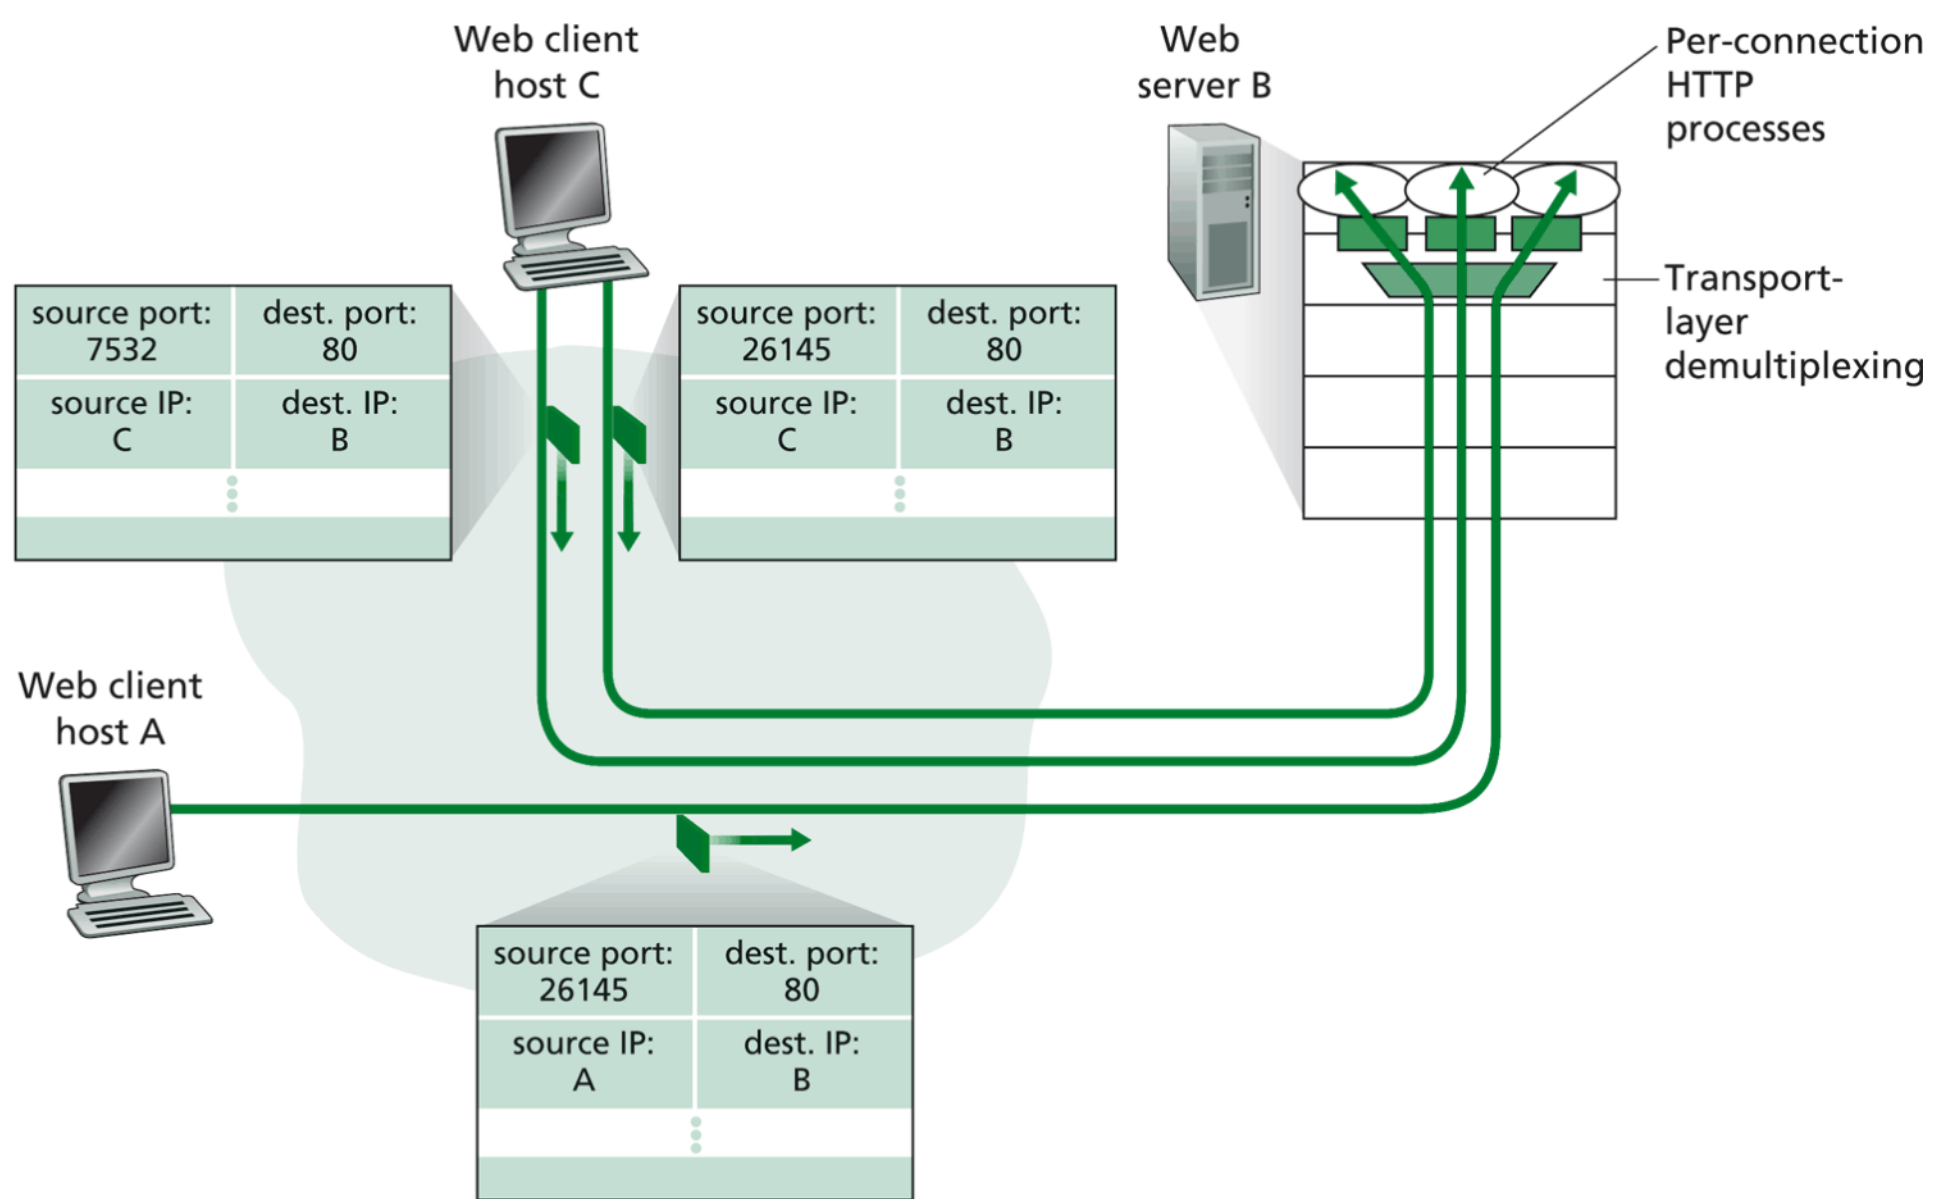 Web client
host C
Web
server B
Per-connection
HTTP
processes
Transport-
layer
demultiplexing
source port:
7532
dest. port:
80
source IP:
C
dest. IP:
B
source port:
26145
dest. port:
80
source IP:
C
dest. IP:
B
Web client
host A
source port:
26145
dest. port:
80
source IP:
A
dest. IP:
B